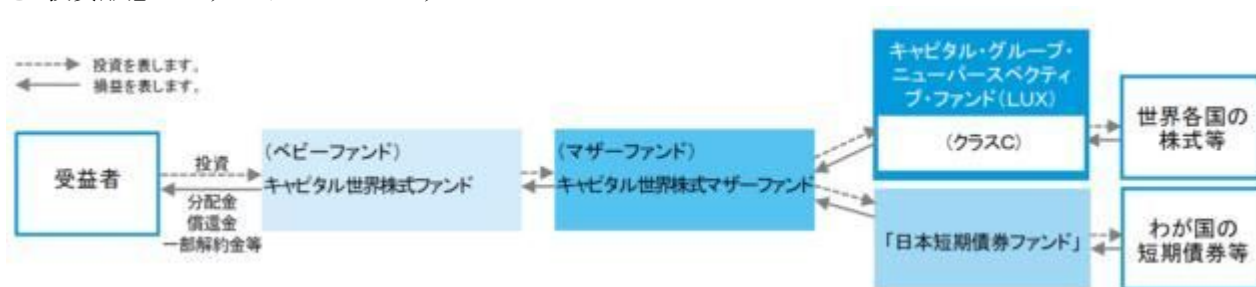 投資を表します。
損益を表します。
受益者
投資
分配金
償還金
一部解約金等
(ベビーファンド)
キャピタル世界株式ファンド
(マザーファンド)
キャピタル世界株式マザーファンド
キャピタル・グループ・
ニューパースペクティ
ブ・ファンド(LUX)
(クラスC)
世界各国の
株式等
「日本短期債券ファンド」
わが国の
短期債券等